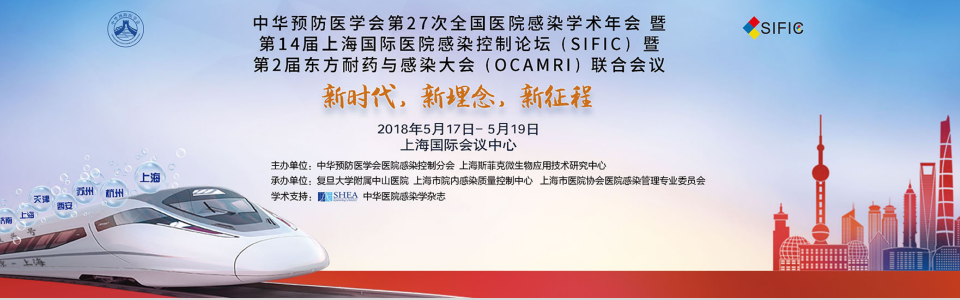 中华预防医学会第27次全国医院感染学术年会 暨
第14届上海国际医院感染控制论坛（SIFIC）暨
第2届东方耐药与感染大会（OCAMRI）联合会议
SIFIC
新时代，新理念，新征程
2018年5月17日- 5月19日
上海国际会议中心
主办单位：中华预防医学会医院感染控制分会 上海斯菲克微生物应用技术研究中心
承办单位：复旦大学附属中山医院 上海市院内感染质量控制中心 上海市医院协会医院感染管理专业委员会
学术支持：SHEA 中华医院感染学杂志
上海
杭州
苏州
西安
天津
上海
济南
上海